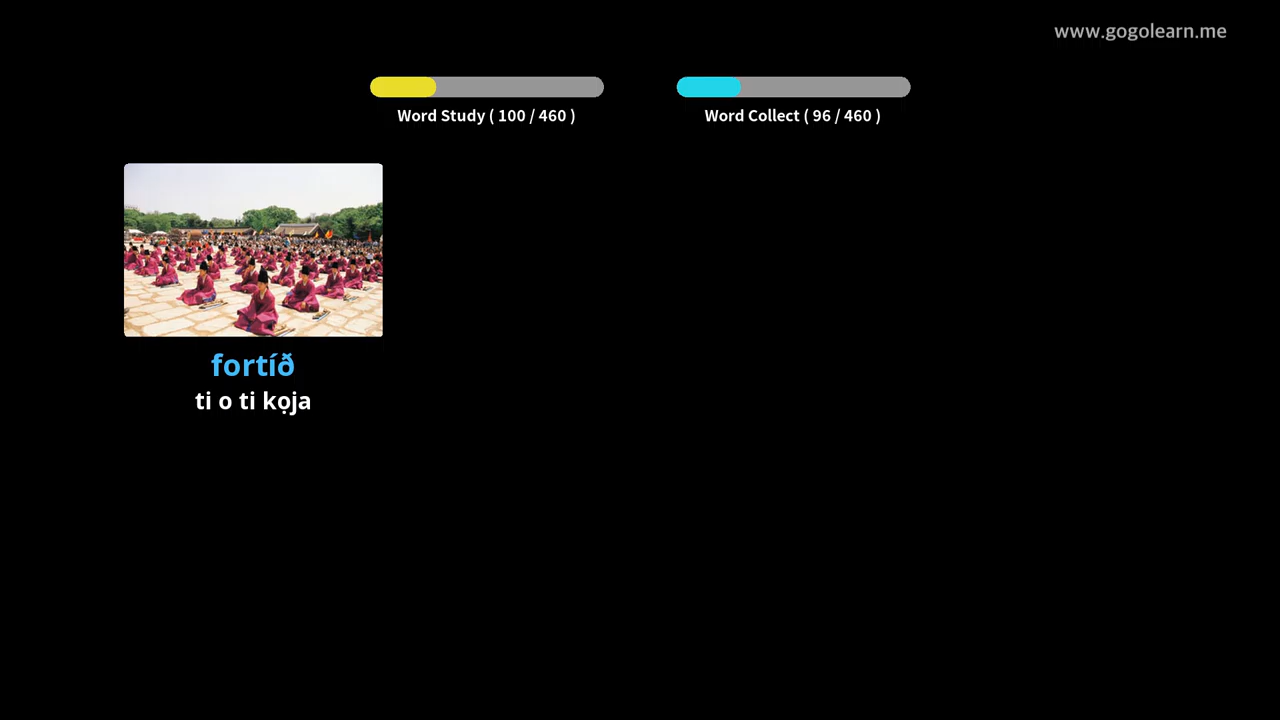 www.gogolearn.me
Word Study ( 100 / 460 )
Word Collect ( 96 / 460 )
fortíð
ti o ti kọja